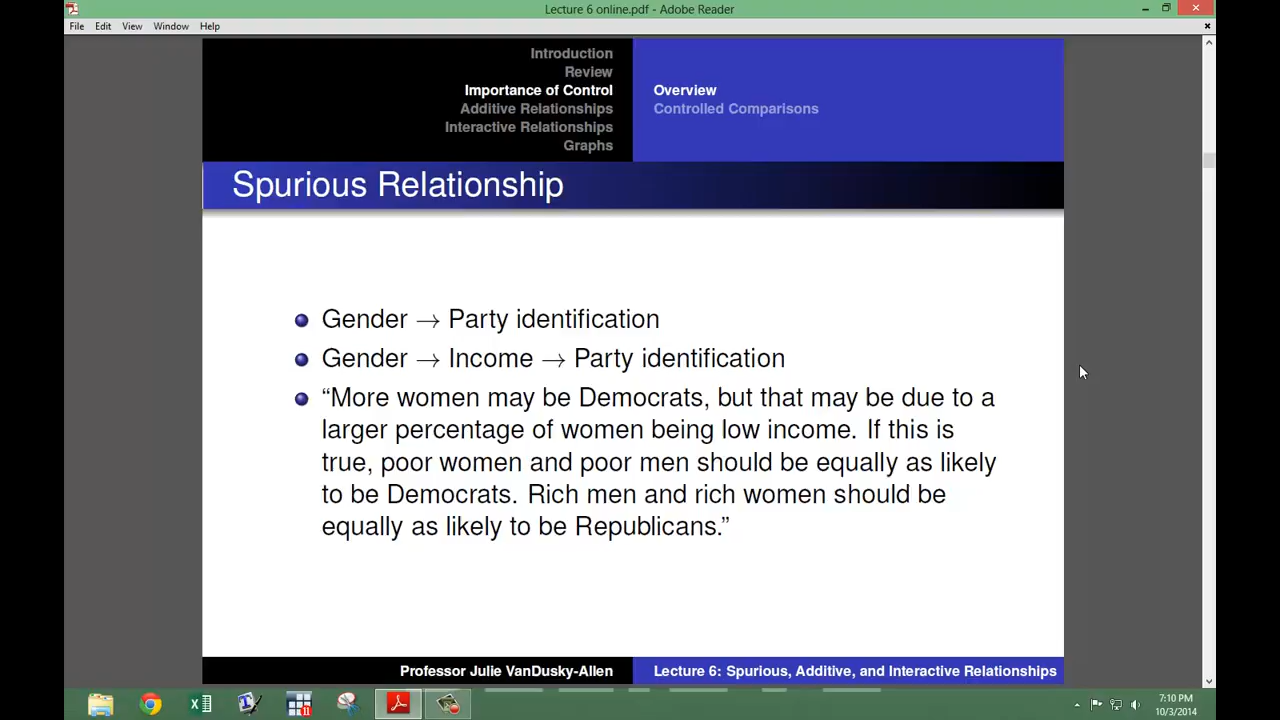 Lecture 6 online.pdf - Adobe Reader
File Edit View Window Help
Introduction
Review
Importance of Control
Additive Relationships
Interactive Relationships
Graphs
Overview
Controlled Comparisons
Spurious Relationship
Gender → Party identification
Gender → Income → Party identification
“More women may be Democrats, but that may be due to a
larger percentage of women being low income. If this is
true, poor women and poor men should be equally as likely
to be Democrats. Rich men and rich women should be
equally as likely to be Republicans.”
Professor Julie VanDusky-Allen
Lecture 6: Spurious, Additive, and Interactive Relationships
7:10 PM
10/3/2014